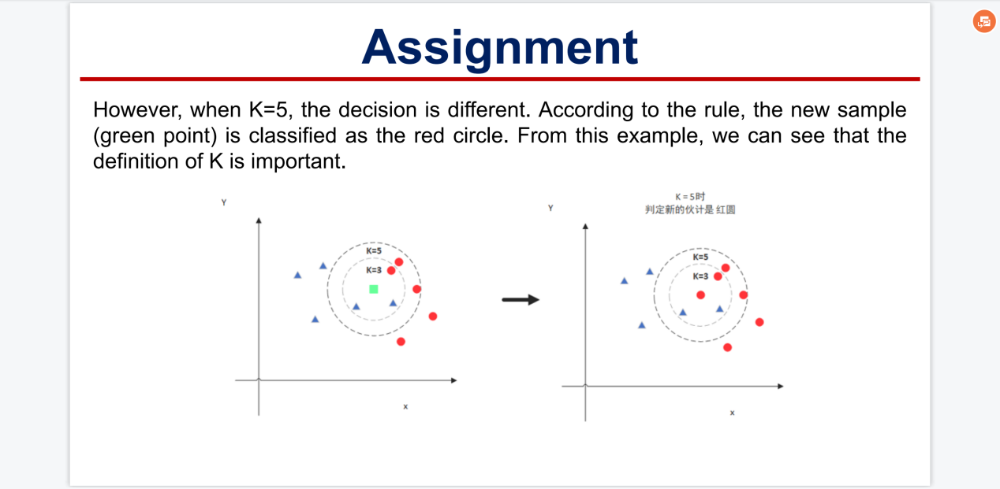 Assignment
However, when K=5, the decision is different. According to the rule, the new sample
(green point) is classified as the red circle. From this example, we can see that the
definition of K is important.
Y
K=5
K=3
x
K=5时
判定新的伙计是 红圆
Y
K=5
K=3
x